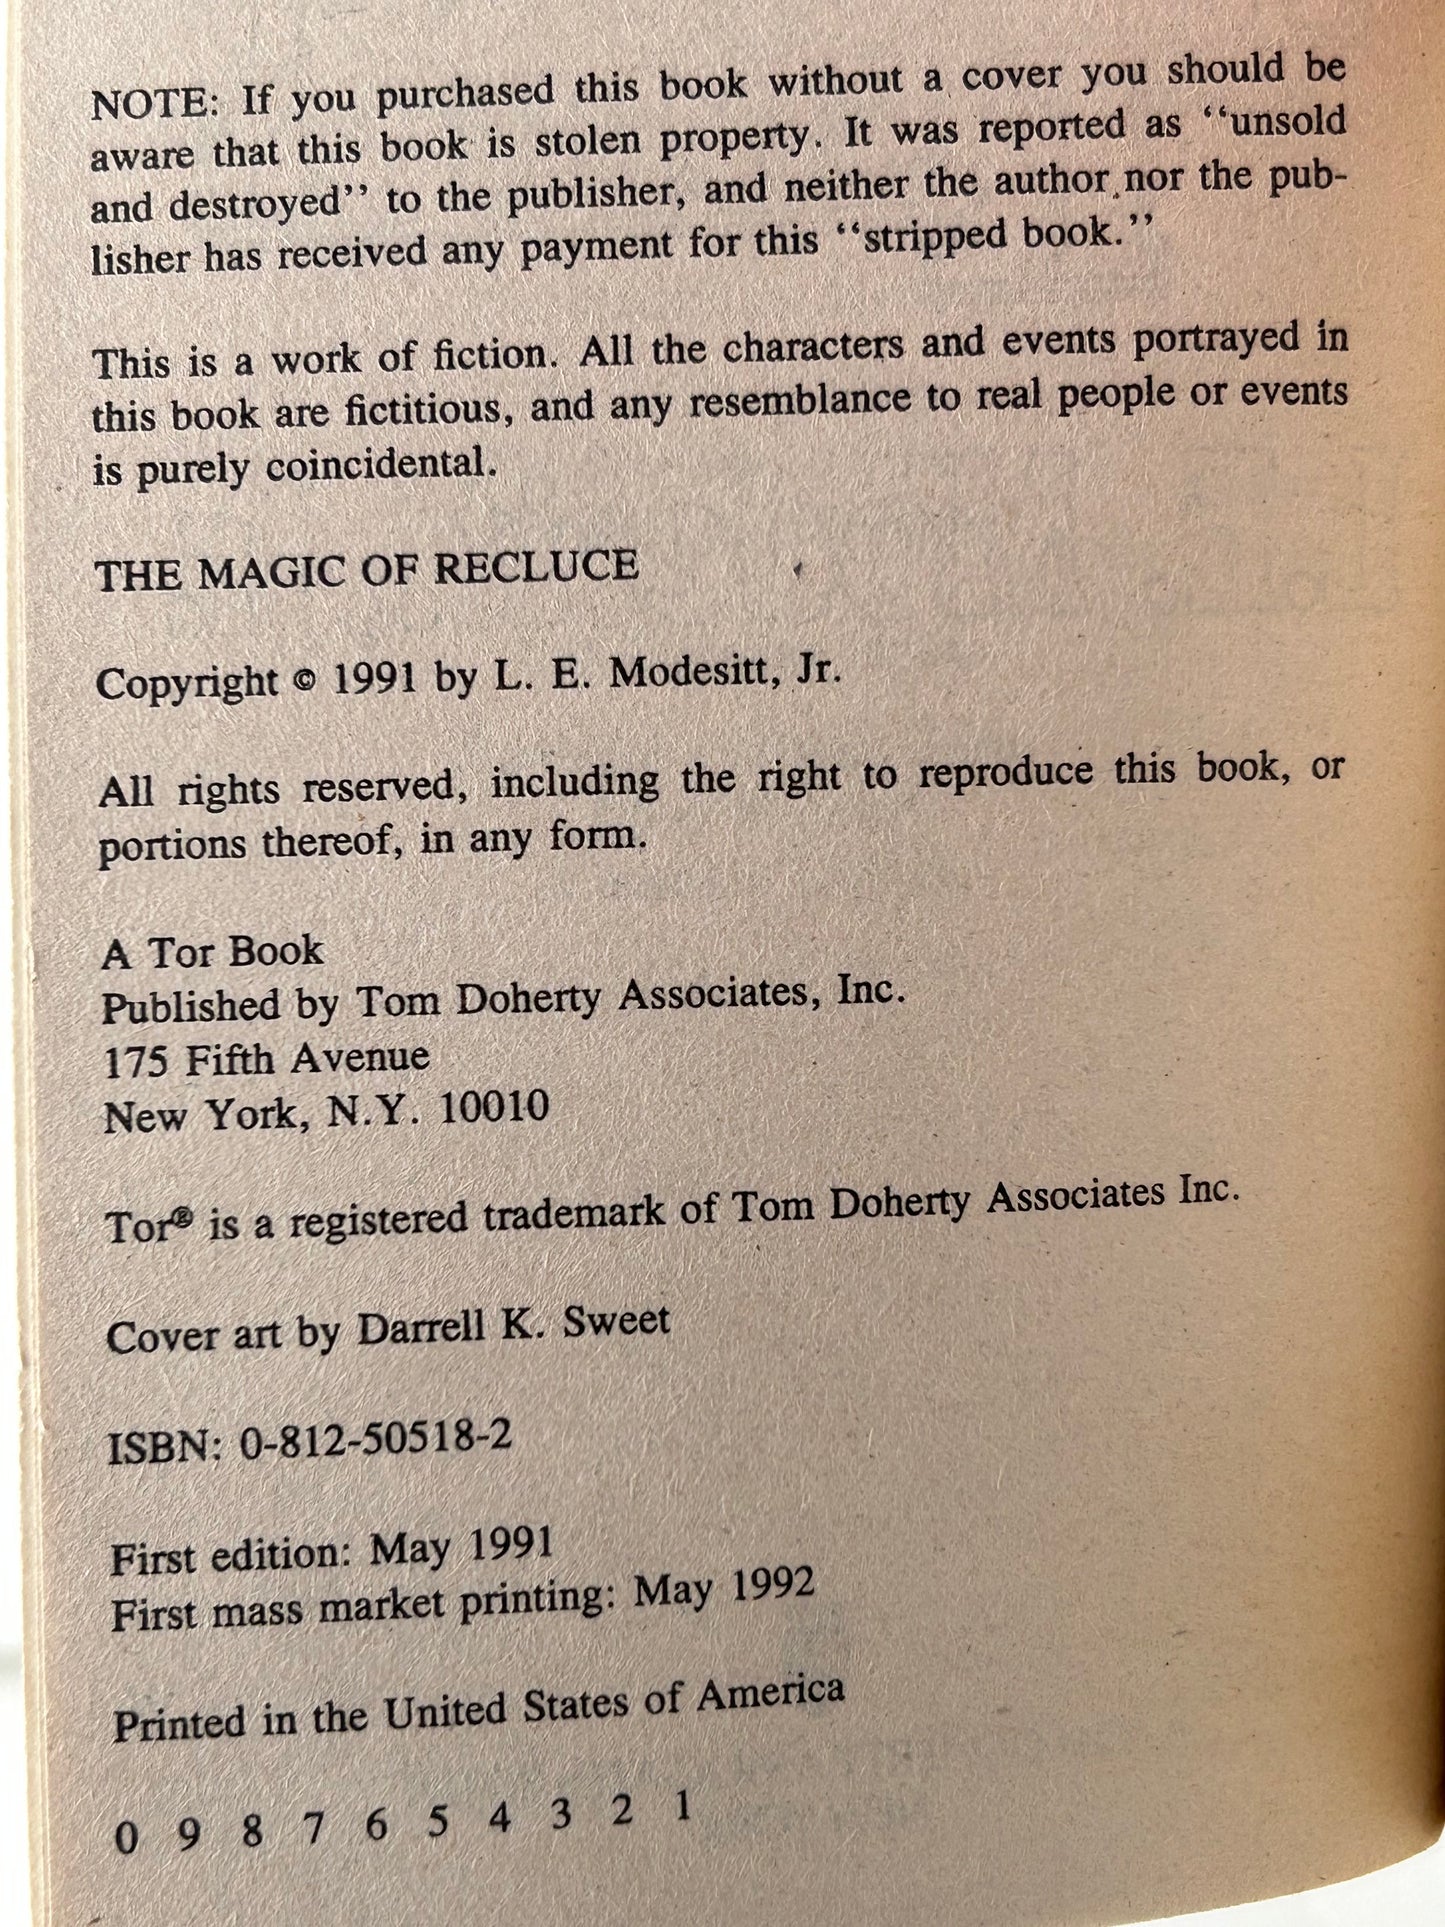 NOTE: If you purchased this book without a cover you should be
aware that this book is stolen property. It was reported as ‘‘unsold
and destroyed’’ to the publisher, and neither the author nor the pub-
lisher has received any payment for this ‘‘stripped book.’’
This is a work of fiction. All the characters and events portrayed in
this book are fictitious, and any resemblance to real people or events
is purely coincidental.
THE MAGIC OF RECLUCE
Copyright © 1991 by L. E. Modesitt, Jr.
All rights reserved, including the right to reproduce this book, or
portions thereof, in any form.
A Tor Book
Published by Tom Doherty Associates, Inc.
175 Fifth Avenue
New York, N.Y. 10010
Tor® is a registered trademark of Tom Doherty Associates Inc.
Cover art by Darrell K. Sweet
ISBN: 0-812-50518-2
First edition: May 1991
First mass market printing: May 1992
Printed in the United States of America
0 9 8 7 6 5 4 3 2 1